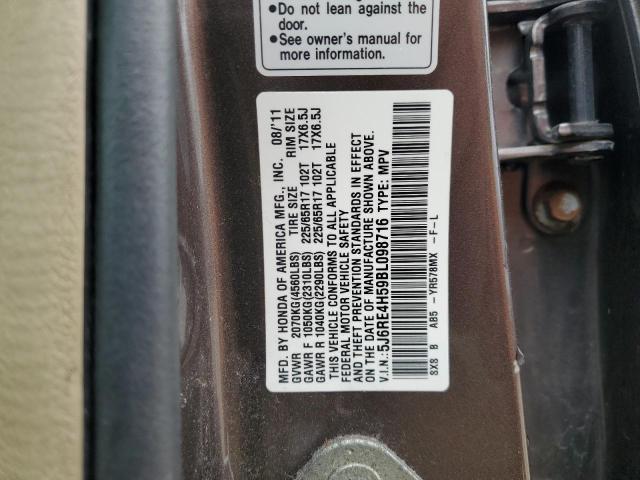 ●Do not lean against the
door.
●See owner's manual for
more information.
MFD. BY HONDA OF AMERICA MFG., INC. 08/'11
GVWR 2070KG(4560LBS) TIRE SIZE RIM SIZE
GAWR F 1050KG(2310LBS) 225/65R17 102T 17X6.5J
GAWR R 1040KG(2290LBS) 225/65R17 102T 17X6.5J
THIS VEHICLE CONFORMS TO ALL APPLICABLE
FEDERAL MOTOR VEHICLE SAFETY
AND THEFT PREVENTION STANDARDS IN EFFECT
ON THE DATE OF MANUFACTURE SHOWN ABOVE.
V.I.N.:5J6RE4H59BL098716 TYPE: MPV
8X8 B AB5 -YR578MX -F-L